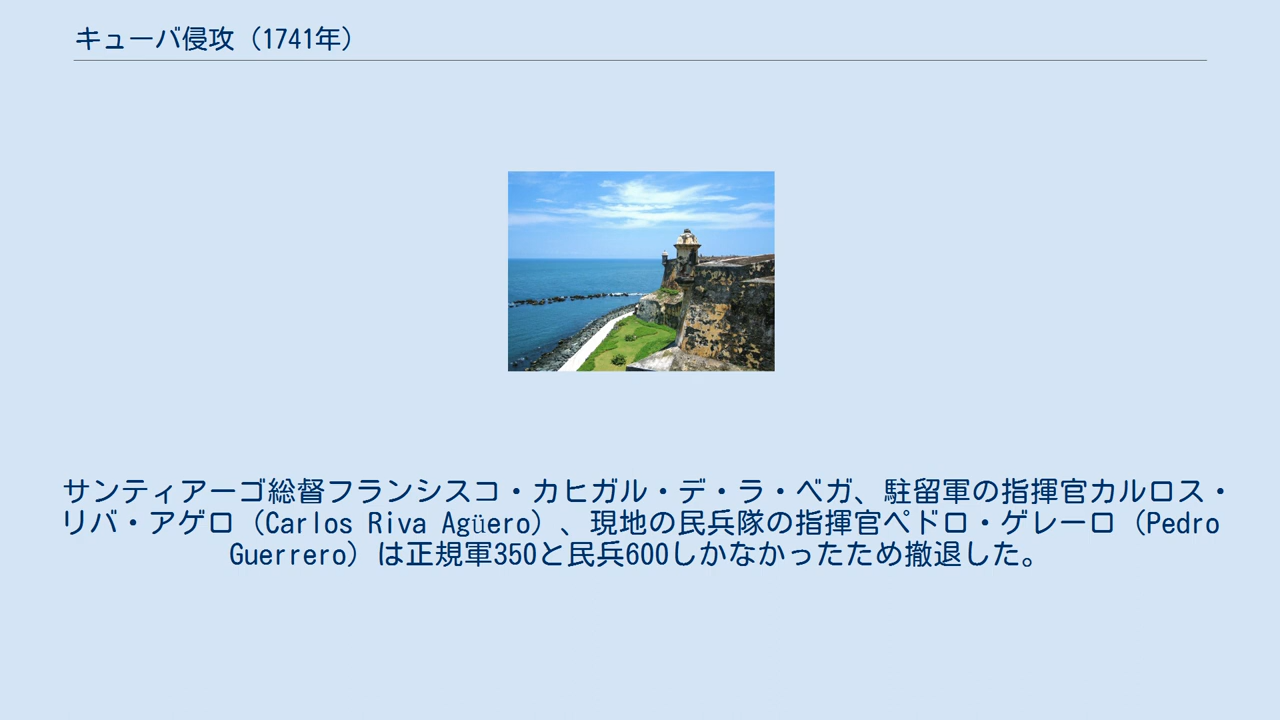 キューバ侵攻（1741年）
サンティアーゴ総督フランシスコ・カヒガル・デ・ラ・ベガ、駐留軍の指揮官カルロス・
リバ・アゲロ（Carlos Riva Agüero）、現地の民兵隊の指揮官ペドロ・ゲレーロ（Pedro
Guerrero）は正規軍350と民兵600しかなかったため撤退した。